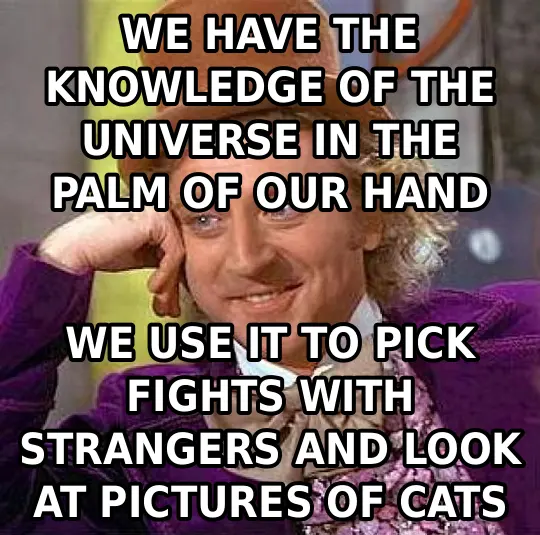 WE HAVE THE
KNOWLEDGE OF THE
UNIVERSE IN THE
PALM OF OUR HAND
WE USE IT TO PICK
FIGHTS WITH
STRANGERS AND LOOK
AT PICTURES OF CATS